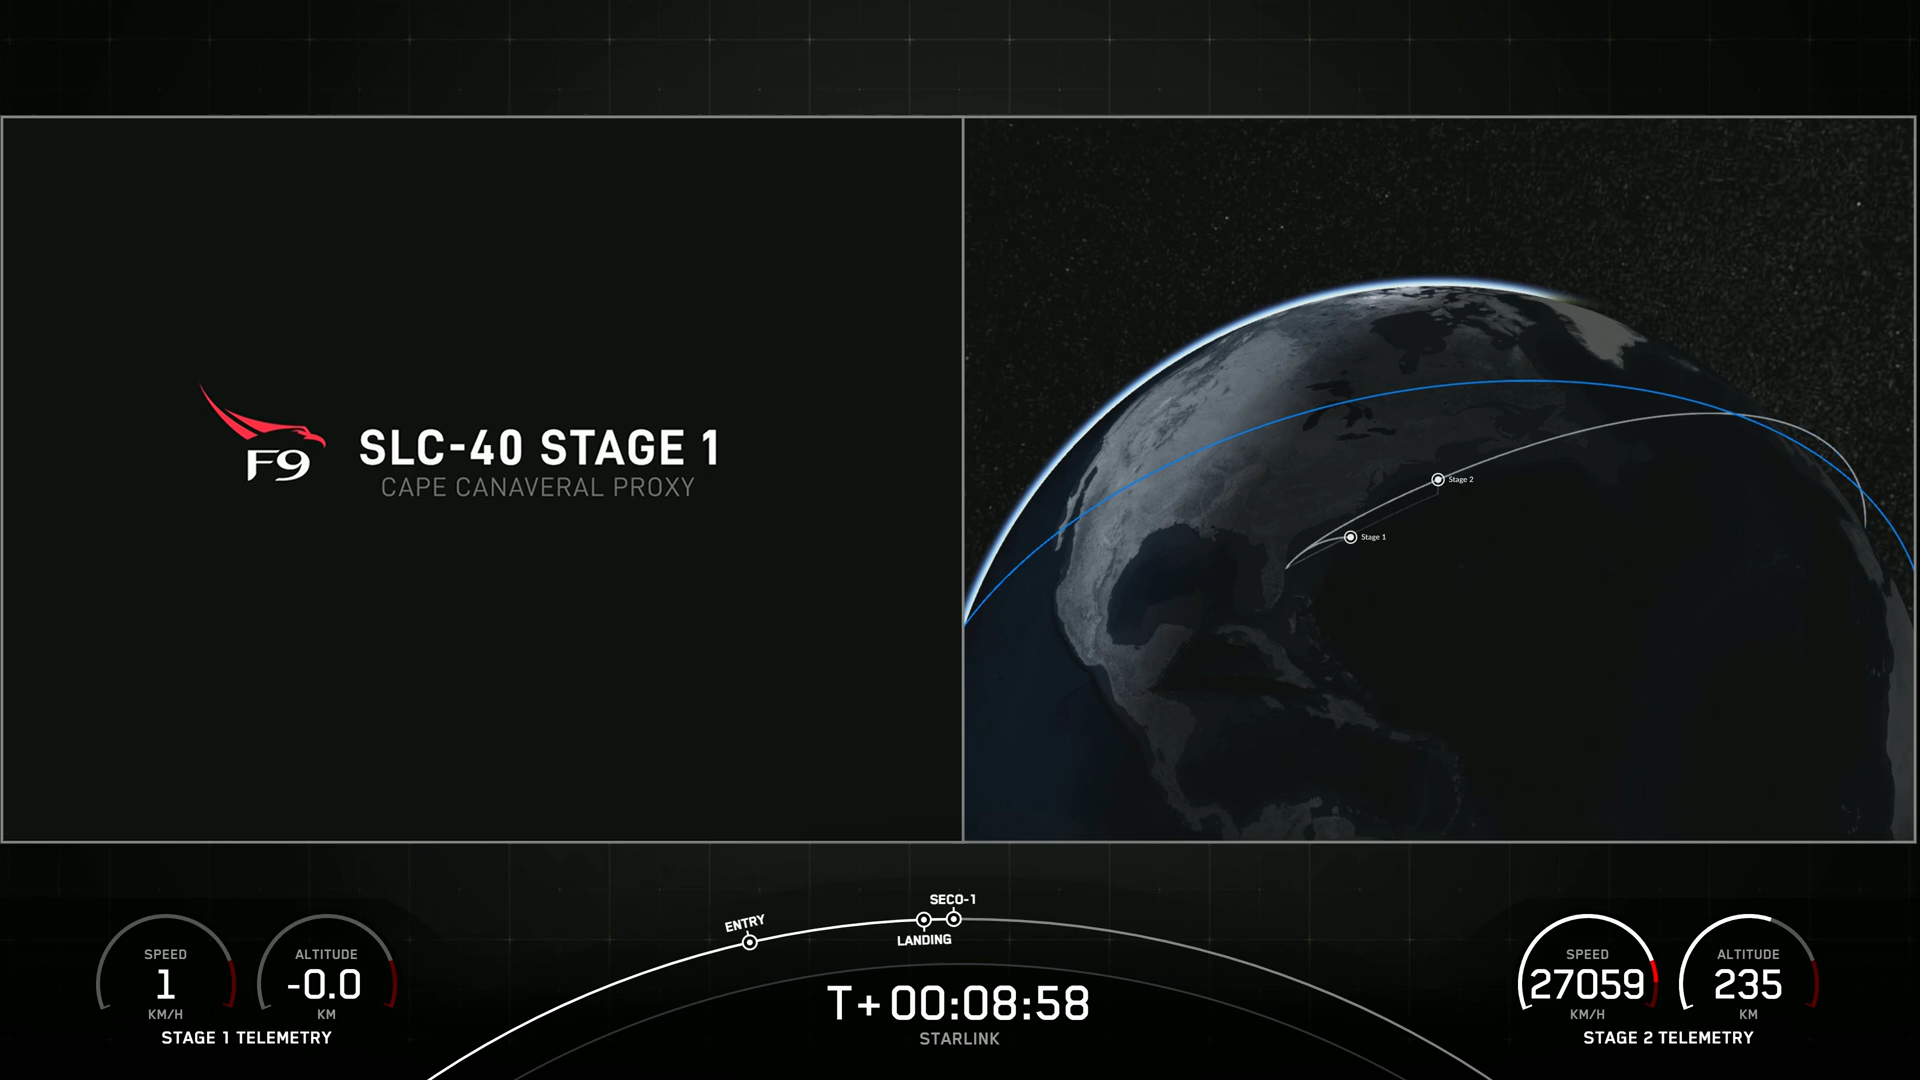 F9
SLC-40 STAGE 1
CAPE CANAVERAL PROXY
Stage 2
Stage 1
SPEED
1
KM/H
ALTITUDE
-0.0
KM
STAGE 1 TELEMETRY
ENTRY
LANDING
SECO-1
T+00:08:58
STARLINK
SPEED
27059
KM/H
ALTITUDE
235
KM
STAGE 2 TELEMETRY